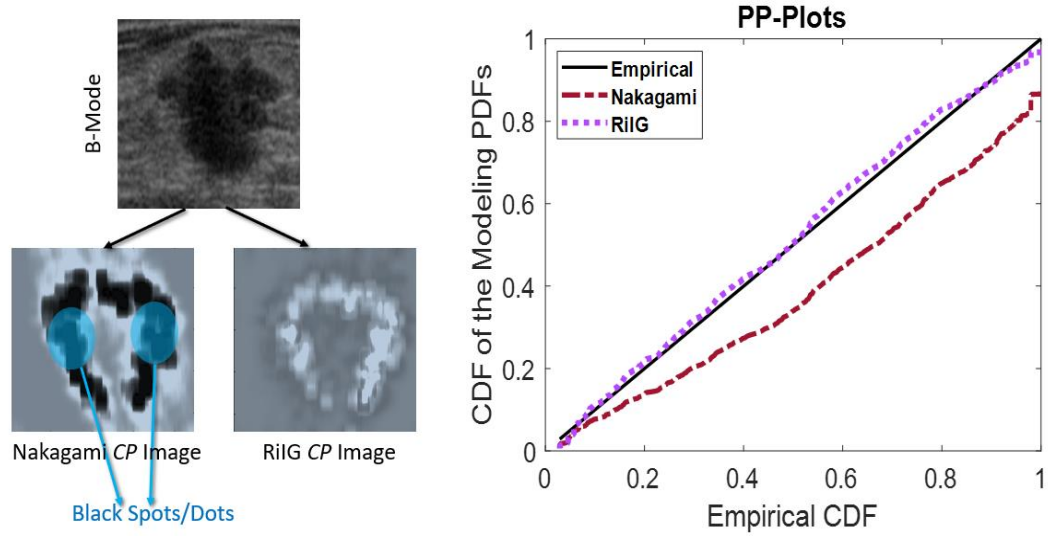 B-Mode
Nakagami CP Image
RiIG CP Image
Black Spots/Dots
PP-Plots
CDF of the Modeling PDFs
1
0.8
0.6
0.4
0.2
0
Empirical
Nakagami
RiIG
0 0.2 0.4 0.6 0.8 1
Empirical CDF